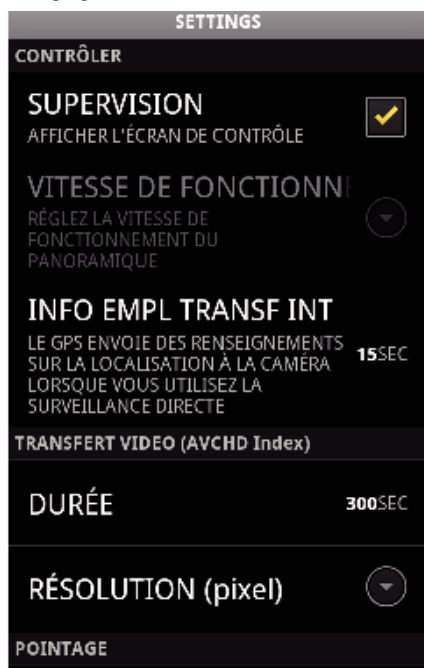 SETTINGS
CONTRÔLER
SUPERVISION
AFFICHER L'ÉCRAN DE CONTRÔLE
VITESSE DE FONCTIONNE
RÉGLEZ LA VITESSE DE
FONCTIONNEMENT DU
PANORAMIQUE
INFO EMPL TRANSF INT
LE GPS ENVOIE DES RENSEIGNEMENTS
SUR LA LOCALISATION À LA CAMÉRA
LORSQUE VOUS UTILISEZ LA
SURVEILLANCE DIRECTE
15SEC
TRANSFERT VIDEO (AVCHD Index)
DURÉE
300SEC
RÉSOLUTION (pixel)
POINTAGE